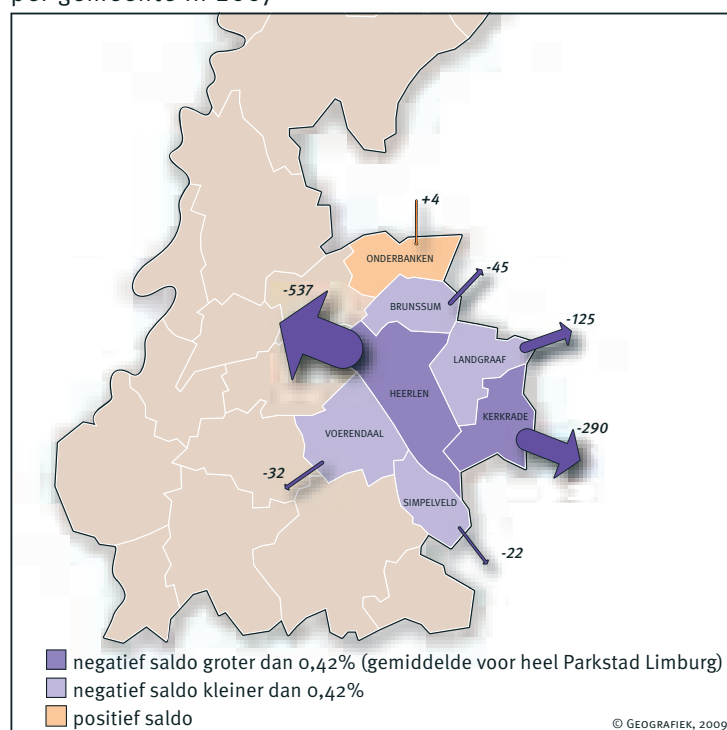 +4
ONDERBANKEN
-45
-537
BRUNSSUM
-125
LANDGRAAF
HEERLEN
KERKRADE
-290
VOERENDAAL
-32
SIMPELVELD
-22
negatief saldo groter dan 0,42% (gemiddelde voor heel Parkstad Limburg)
negatief saldo kleiner dan 0,42%
positief saldo
© GEOGRAFIEK, 2009